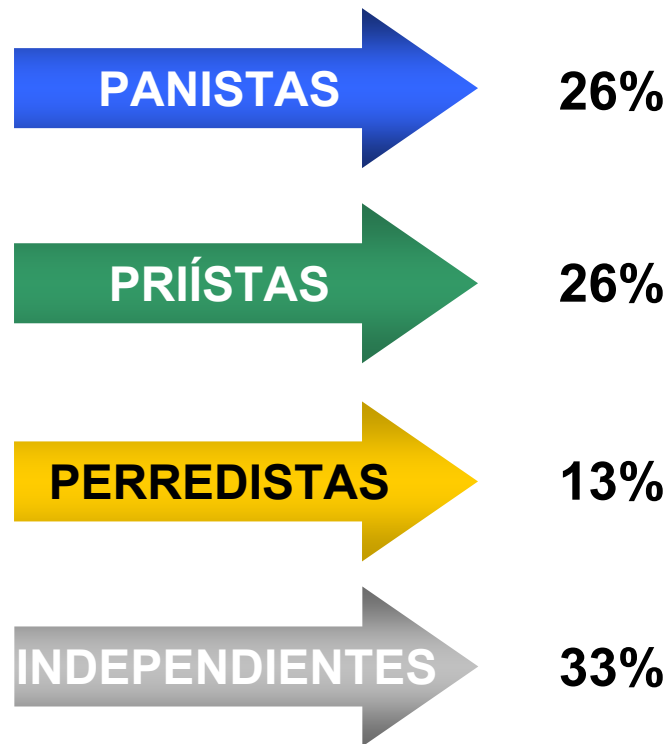 PANISTAS 26%
PRIÍSTAS 26%
PERREDISTAS 13%
INDEPENDIENTES 33%